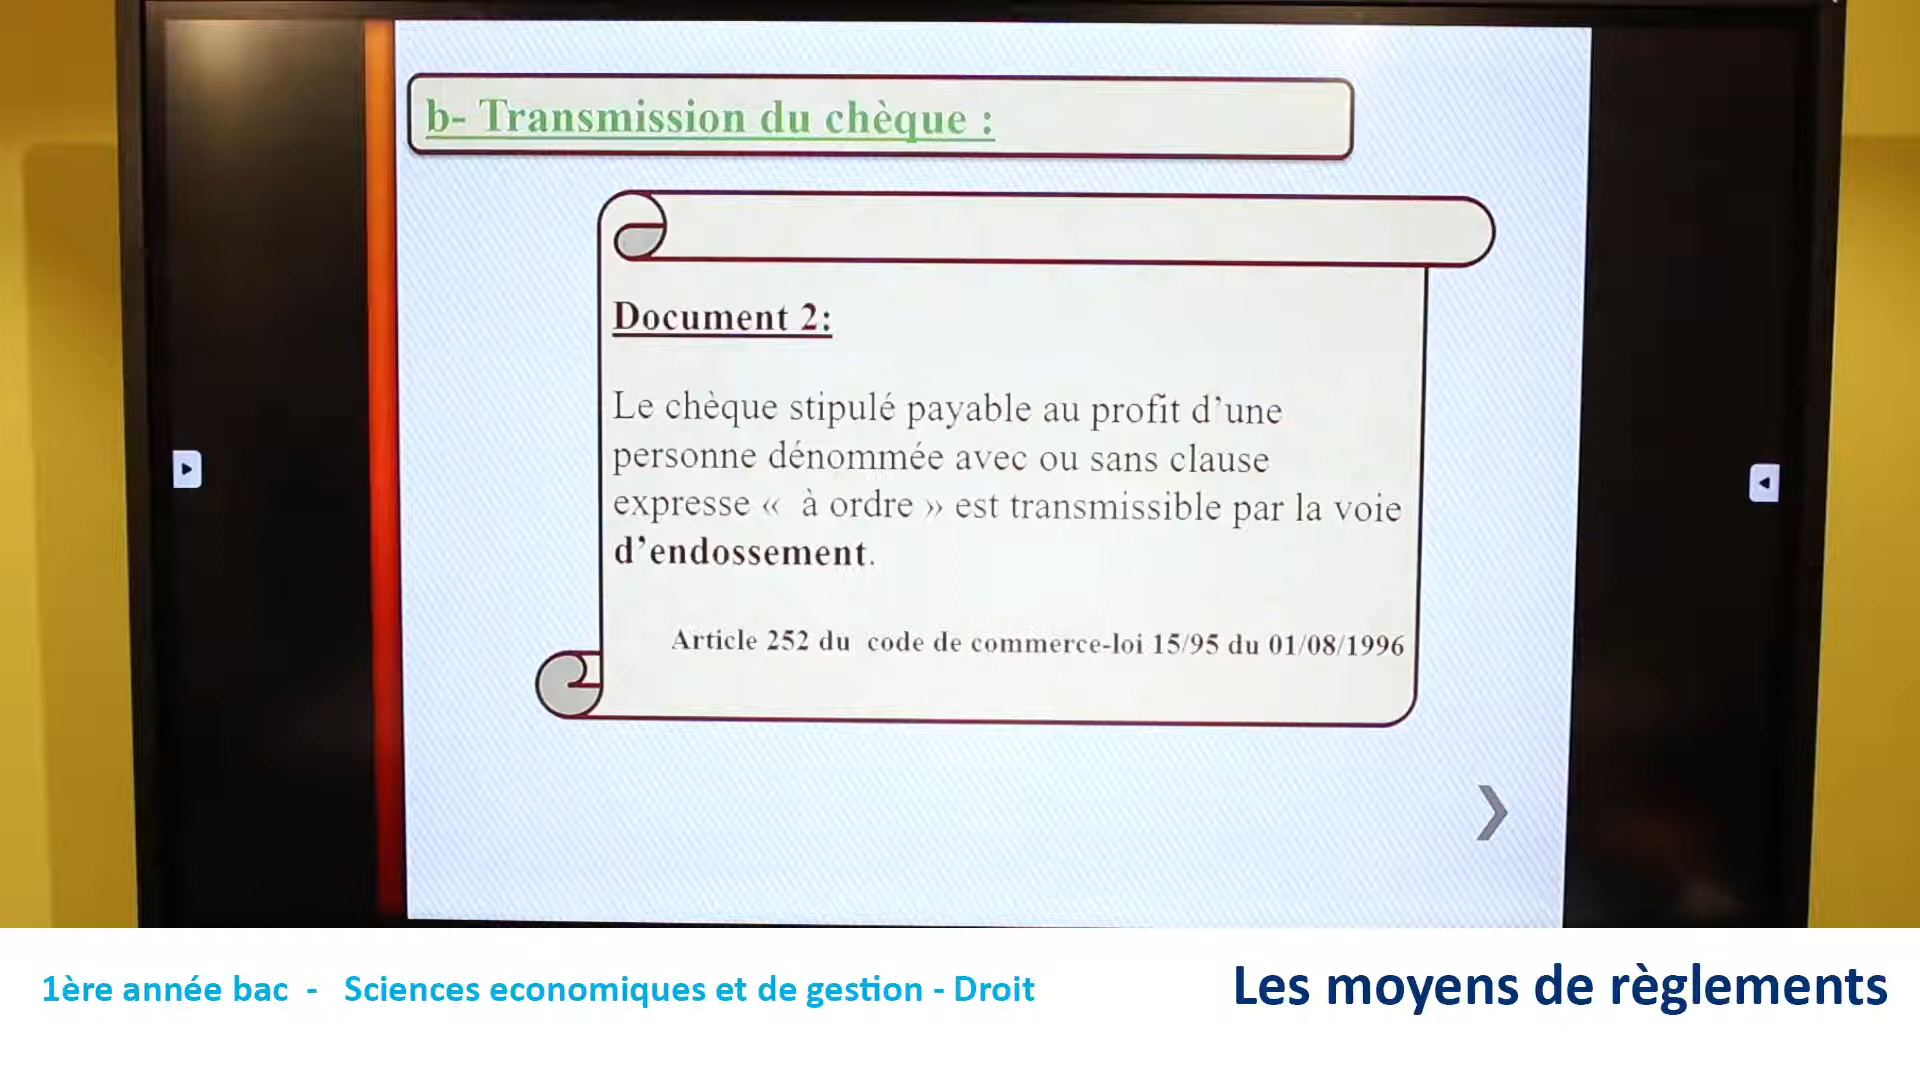 b- Transmission du chèque :
Document 2:
Le chèque stipulé payable au profit d’une
personne dénommée avec ou sans clause
expresse «  à ordre » est transmissible par la voie
d’endossement.
Article 252 du  code de commerce-loi 15/95 du 01/08/1996
1ère année bac  -   Sciences economiques et de gestion - Droit
Les moyens de règlements